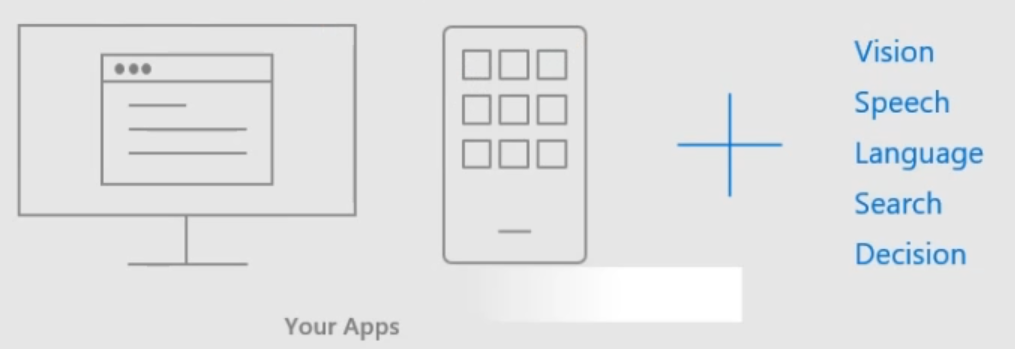 Vision
Speech
Language
Search
Decision
Your Apps